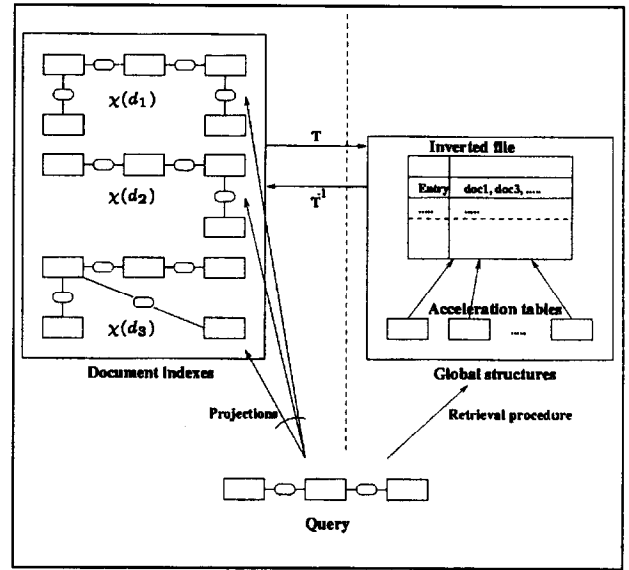 χ(d₁)
χ(d₂)
χ(d₃)
Document indexes
T
T⁻¹
Inverted file
Entry doc1, doc3, .....
..... .....
Acceleration tables
.....
Global structures
Projections
Retrieval procedure
Query